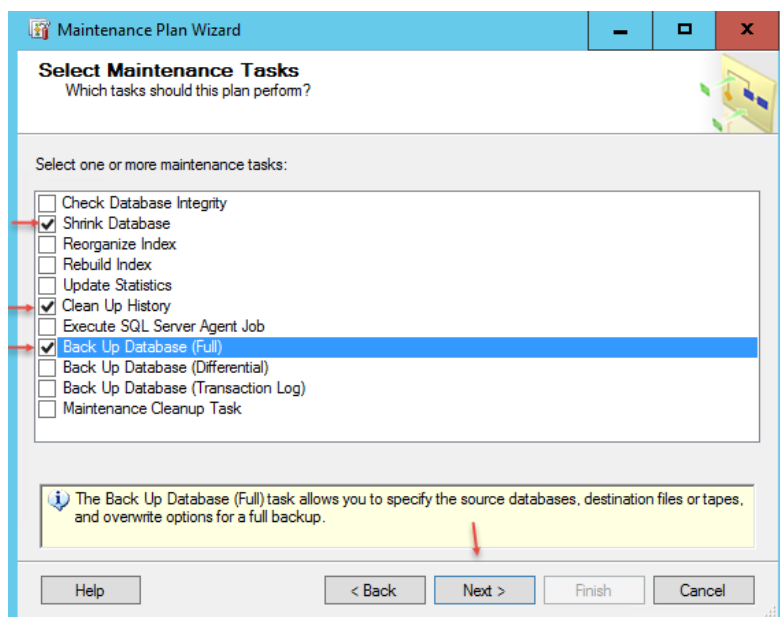 Maintenance Plan Wizard
Select Maintenance Tasks
Which tasks should this plan perform?
Select one or more maintenance tasks:
Check Database Integrity
Shrink Database
Reorganize Index
Rebuild Index
Update Statistics
Clean Up History
Execute SQL Server Agent Job
Back Up Database (Full)
Back Up Database (Differential)
Back Up Database (Transaction Log)
Maintenance Cleanup Task
The Back Up Database (Full) task allows you to specify the source databases, destination files or tapes,
and overwrite options for a full backup.
Help < Back Next > Finish Cancel